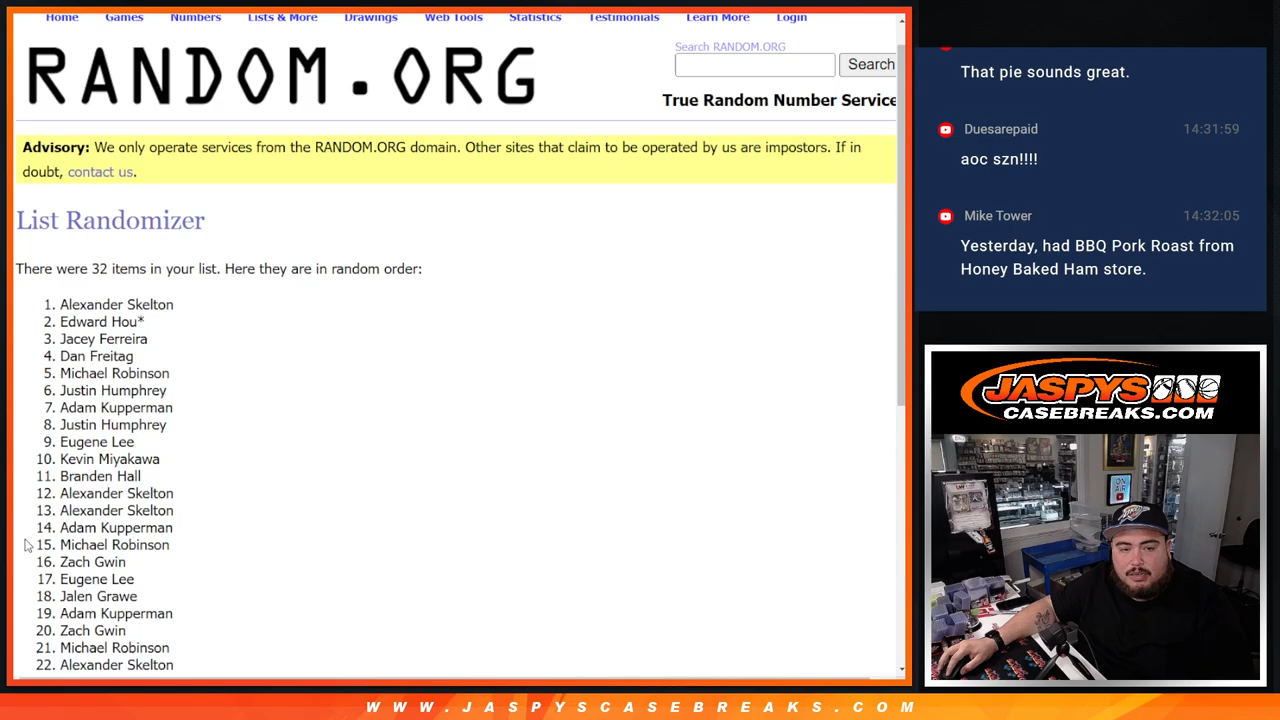 Home Games Numbers Lists & More Drawings Web Tools Statistics Testimonials Learn More Login
RANDOM.ORG
Search RANDOM.ORG
Search
True Random Number Service
Advisory: We only operate services from the RANDOM.ORG domain. Other sites that claim to be operated by us are impostors. If in
doubt, contact us.
List Randomizer
There were 32 items in your list. Here they are in random order:
1. Alexander Skelton
2. Edward Hou*
3. Jacey Ferreira
4. Dan Freitag
5. Michael Robinson
6. Justin Humphrey
7. Adam Kupperman
8. Justin Humphrey
9. Eugene Lee
10. Kevin Miyakawa
11. Branden Hall
12. Alexander Skelton
13. Alexander Skelton
14. Adam Kupperman
15. Michael Robinson
16. Zach Gwin
17. Eugene Lee
18. Jalen Grawe
19. Adam Kupperman
20. Zach Gwin
21. Michael Robinson
22. Alexander Skelton
That pie sounds great.
Duesarepaid 14:31:59
aoc szn!!!!
Mike Tower 14:32:05
Yesterday, had BBQ Pork Roast from
Honey Baked Ham store.
JASPYS
CASEBREAKS.COM
ON
AIR
WWW.JASPYSCASEBREAKS.COM